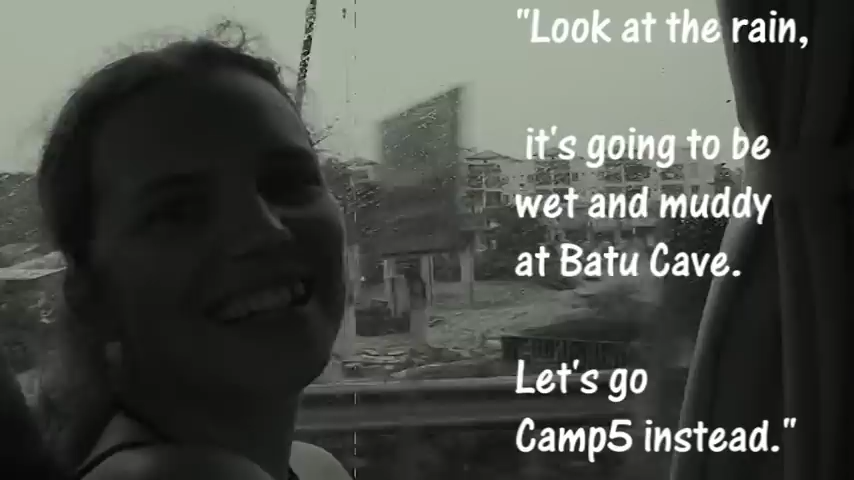 "Look at the rain,
it's going to be
wet and muddy
at Batu Cave.
Let's go
Camp5 instead."